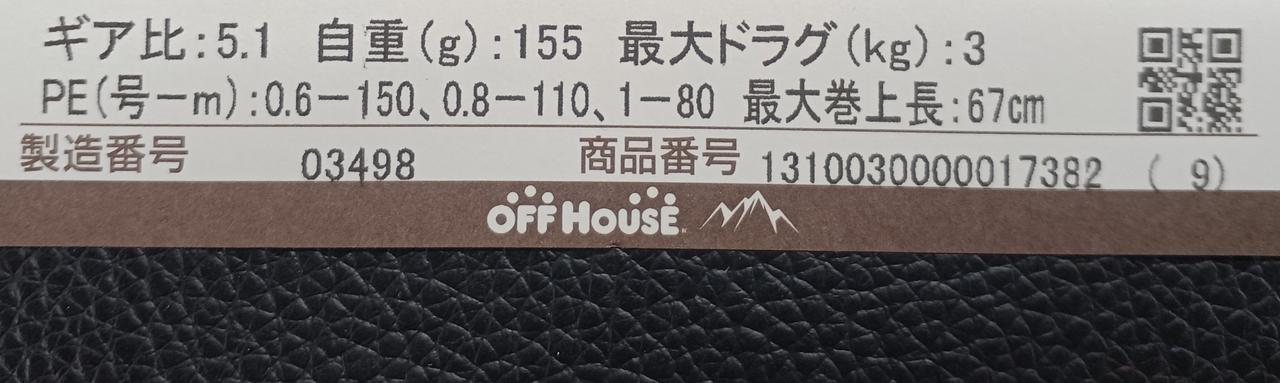 ギア比:5.1 自重(g):155 最大ドラグ(kg):3
PE(号ーm):0.6ー150、0.8ー110、1ー80 最大巻上長:67cm
製造番号 03498 商品番号 1310030000017382 ( 9)
OFF HOUSE